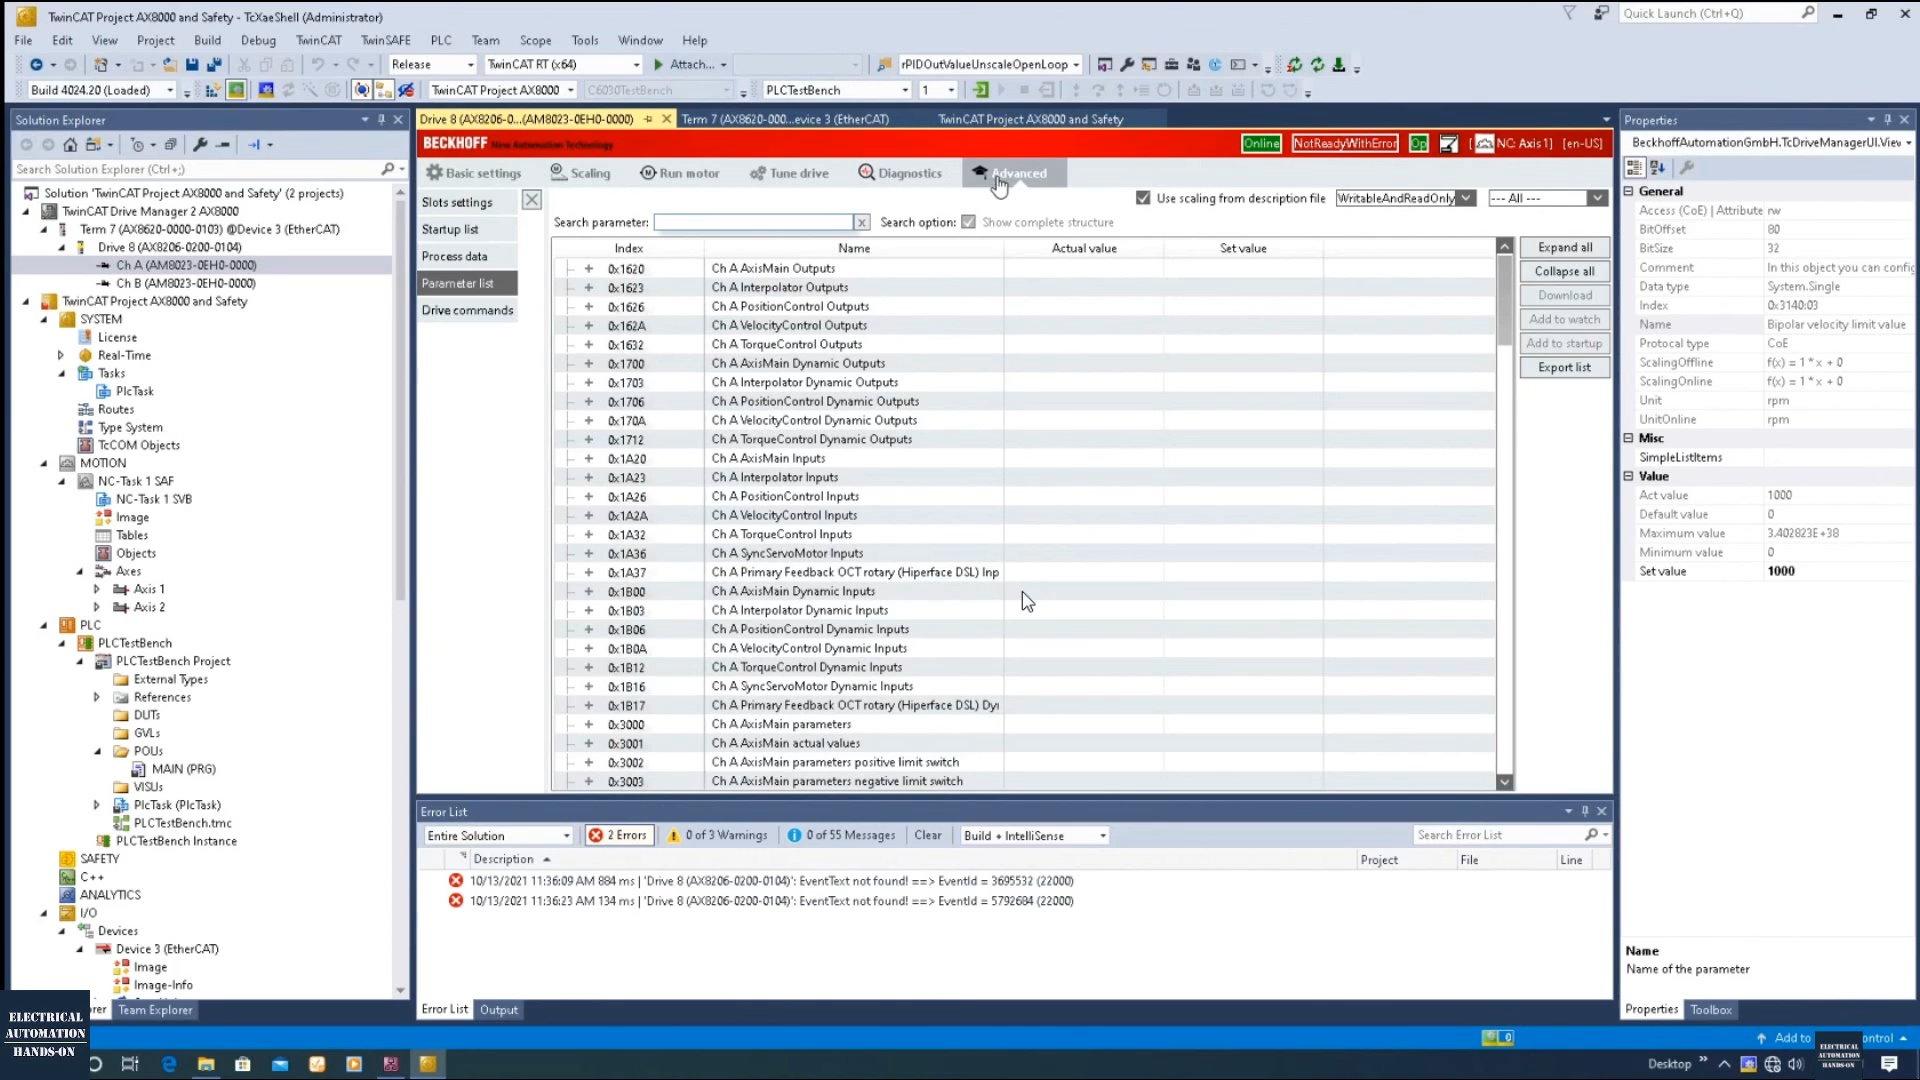 TwinCAT Project AX8000 and Safety - TcXaeShell (Administrator)
Quick Launch (Ctrl+Q)
File Edit View Project Build Debug TwinCAT TwinSAFE PLC Team Scope Tools Window Help
Release TwinCAT RT (x64) Attach... rPIDOutValueUnscaleOpenLoop
Build 4024.20 (Loaded) TwinCAT Project AX8000 C6030TestBench PLCTestBench 1
Solution Explorer
Search Solution Explorer (Ctrl+;)
Solution 'TwinCAT Project AX8000 and Safety' (2 projects)
TwinCAT Drive Manager 2 AX8000
Term 7 (AX8620-0000-0103) @Device 3 (EtherCAT)
Drive 8 (AX8206-0200-0104)
Ch A (AM8023-0EH0-0000)
Ch B (AM8023-0EH0-0000)
TwinCAT Project AX8000 and Safety
SYSTEM
License
Real-Time
Tasks
PlcTask
Routes
Type System
TcCOM Objects
MOTION
NC-Task 1 SAF
NC-Task 1 SVB
Image
Tables
Objects
Axes
Axis 1
Axis 2
PLC
PLCTestBench
PLCTestBench Project
External Types
References
DUTs
GVLs
POUs
MAIN (PRG)
VISUs
PlcTask (PlcTask)
PLCTestBench.tmc
PLCTestBench Instance
SAFETY
C++
ANALYTICS
I/O
Devices
Device 3 (EtherCAT)
Image
Image-Info
rer Team Explorer
Drive 8 (AX8206-0...(AM8023-0EH0-0000) Term 7 (AX8620-000...evice 3 (EtherCAT) TwinCAT Project AX8000 and Safety
BECKHOFF New Automation Technology Online NotReadyWithError Op [ NC: Axis 1] [en-US]
Basic settings Scaling Run motor Tune drive Diagnostics Advanced
Slots settings
Startup list
Process data
Parameter list
Drive commands
Use scaling from description file WritableAndReadOnly --- All ---
Search parameter: x Search option: Show complete structure
Index Name Actual value Set value
0x1620 Ch A AxisMain Outputs
0x1623 Ch A Interpolator Outputs
0x1626 Ch A PositionControl Outputs
0x162A Ch A VelocityControl Outputs
0x1632 Ch A TorqueControl Outputs
0x1700 Ch A AxisMain Dynamic Outputs
0x1703 Ch A Interpolator Dynamic Outputs
0x1706 Ch A PositionControl Dynamic Outputs
0x170A Ch A VelocityControl Dynamic Outputs
0x1712 Ch A TorqueControl Dynamic Outputs
0x1A20 Ch A AxisMain Inputs
0x1A23 Ch A Interpolator Inputs
0x1A26 Ch A PositionControl Inputs
0x1A2A Ch A VelocityControl Inputs
0x1A32 Ch A TorqueControl Inputs
0x1A36 Ch A SyncServoMotor Inputs
0x1A37 Ch A Primary Feedback OCT rotary (Hiperface DSL) Inp
0x1B00 Ch A AxisMain Dynamic Inputs
0x1B03 Ch A Interpolator Dynamic Inputs
0x1B06 Ch A PositionControl Dynamic Inputs
0x1B0A Ch A VelocityControl Dynamic Inputs
0x1B12 Ch A TorqueControl Dynamic Inputs
0x1B16 Ch A SyncServoMotor Dynamic Inputs
0x1B17 Ch A Primary Feedback OCT rotary (Hiperface DSL) Dyn
0x3000 Ch A AxisMain parameters
0x3001 Ch A AxisMain actual values
0x3002 Ch A AxisMain parameters positive limit switch
0x3003 Ch A AxisMain parameters negative limit switch
Expand all
Collapse all
Download
Add to watch
Add to startup
Export list
Error List
Entire Solution 2 Errors 0 of 3 Warnings 0 of 55 Messages Clear Build + IntelliSense Search Error List
Description Project File Line
10/13/2021 11:36:09 AM 884 ms | 'Drive 8 (AX8206-0200-0104)': EventText not found! ==> EventId = 3695532 (22000)
10/13/2021 11:36:23 AM 134 ms | 'Drive 8 (AX8206-0200-0104)': EventText not found! ==> EventId = 5792684 (22000)
Error List Output
Properties
BeckhoffAutomationGmbH.TcDriveManagerUI.View
General
Access (CoE) | Attribute rw
BitOffset 80
BitSize 32
Comment In this object you can config
Data type System.Single
Index 0x3140:03
Name Bipolar velocity limit value
Protocal type CoE
ScalingOffline f(x) = 1 * x + 0
ScalingOnline f(x) = 1 * x + 0
Unit rpm
UnitOnline rpm
Misc
SimpleListItems
Value
Act value 1000
Default value 0
Maximum value 3.402823E+38
Minimum value 0
Set value 1000
Name
Name of the parameter
Properties Toolbox
0
Add to ontrol
ELECTRICAL
AUTOMATION
HANDS-ON
Desktop
ELECTRICAL
AUTOMATION
HANDS-ON